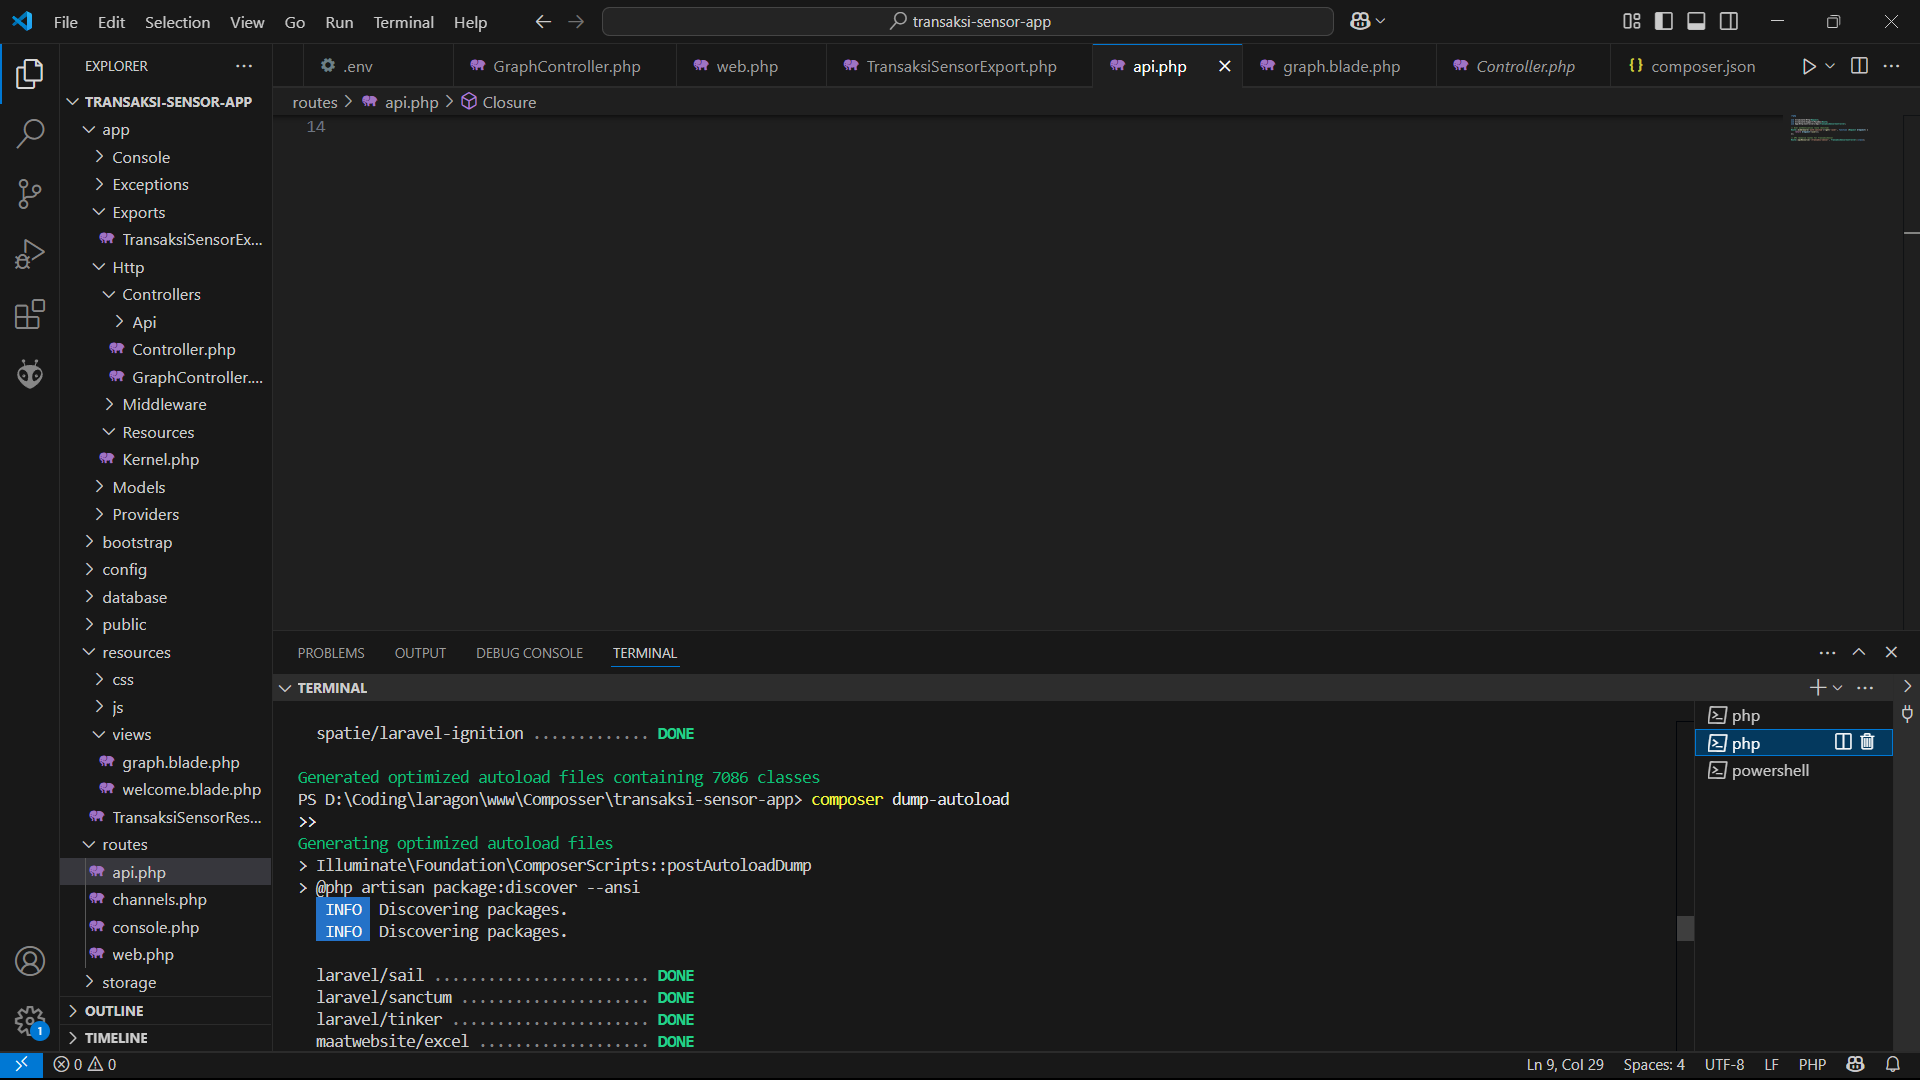 File Edit Selection View Go Run Terminal Help
transaksi-sensor-app
EXPLORER
.env
GraphController.php
web.php
TransaksiSensorExport.php
api.php
graph.blade.php
Controller.php
{} composer.json
routes > api.php > Closure
14
TRANSAKSI-SENSOR-APP
app
Console
Exceptions
Exports
TransaksiSensorEx...
Http
Controllers
Api
Controller.php
GraphController....
Middleware
Resources
Kernel.php
Models
Providers
bootstrap
config
database
public
resources
css
js
views
graph.blade.php
welcome.blade.php
TransaksiSensorRes...
routes
api.php
channels.php
console.php
web.php
storage
OUTLINE
TIMELINE
1
PROBLEMS OUTPUT DEBUG CONSOLE TERMINAL
TERMINAL
spatie/laravel-ignition ............. DONE
Generated optimized autoload files containing 7086 classes
PS D:\Coding\laragon\www\Composser\transaksi-sensor-app> composer dump-autoload
>>
Generating optimized autoload files
> Illuminate\Foundation\ComposerScripts::postAutoloadDump
> @php artisan package:discover --ansi
INFO Discovering packages.
INFO Discovering packages.
laravel/sail ........................ DONE
laravel/sanctum ..................... DONE
laravel/tinker ...................... DONE
maatwebsite/excel ................... DONE
php
php
powershell
0 0
Ln 9, Col 29 Spaces: 4 UTF-8 LF PHP